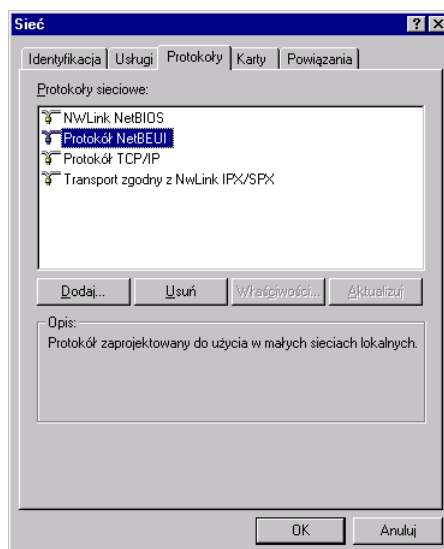 Sieć
Identyfikacja Usługi Protokoły Karty Powiązania
Protokoły sieciowe:
NWLink NetBIOS
Protokół NetBEUI
Protokół TCP/IP
Transport zgodny z NwLink IPX/SPX
Dodaj... Usuń Właściwości... Aktualizuj
Opis:
Protokół zaprojektowany do użycia w małych sieciach lokalnych.
OK Anuluj